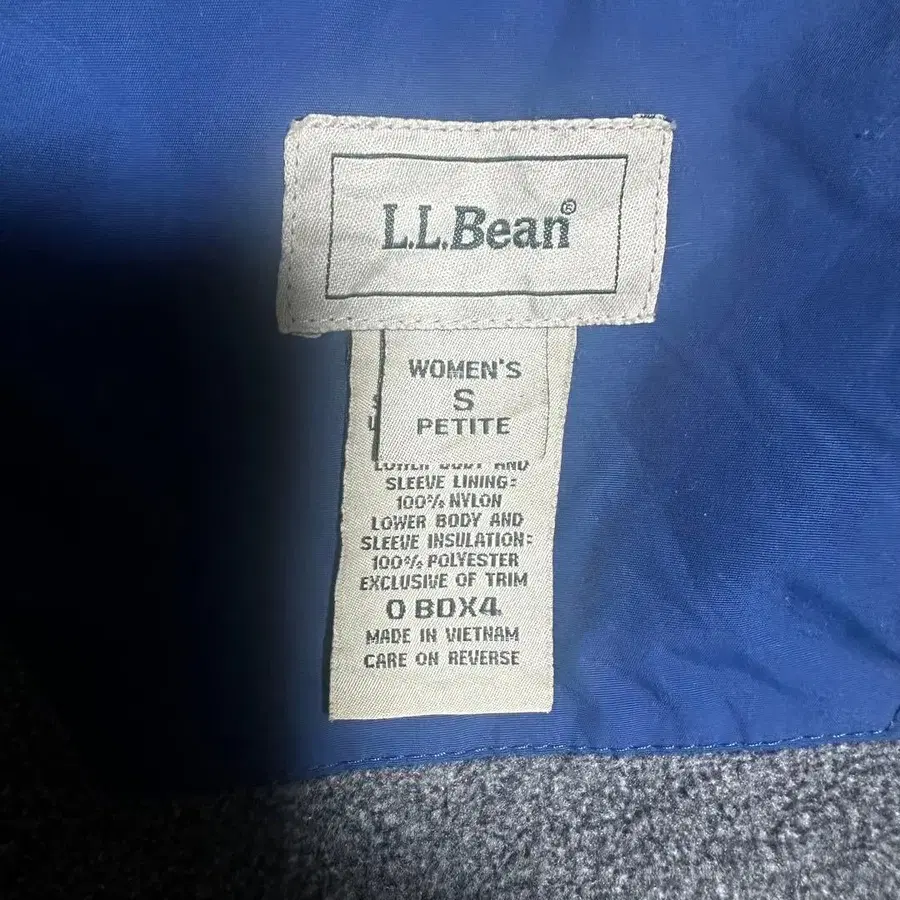 L.L.Bean®
WOMEN'S
S
PETITE
LOWER BODY AND
SLEEVE LINING:
100% NYLON
LOWER BODY AND
SLEEVE INSULATION:
100% POLYESTER
EXCLUSIVE OF TRIM
0 BDX4
MADE IN VIETNAM
CARE ON REVERSE